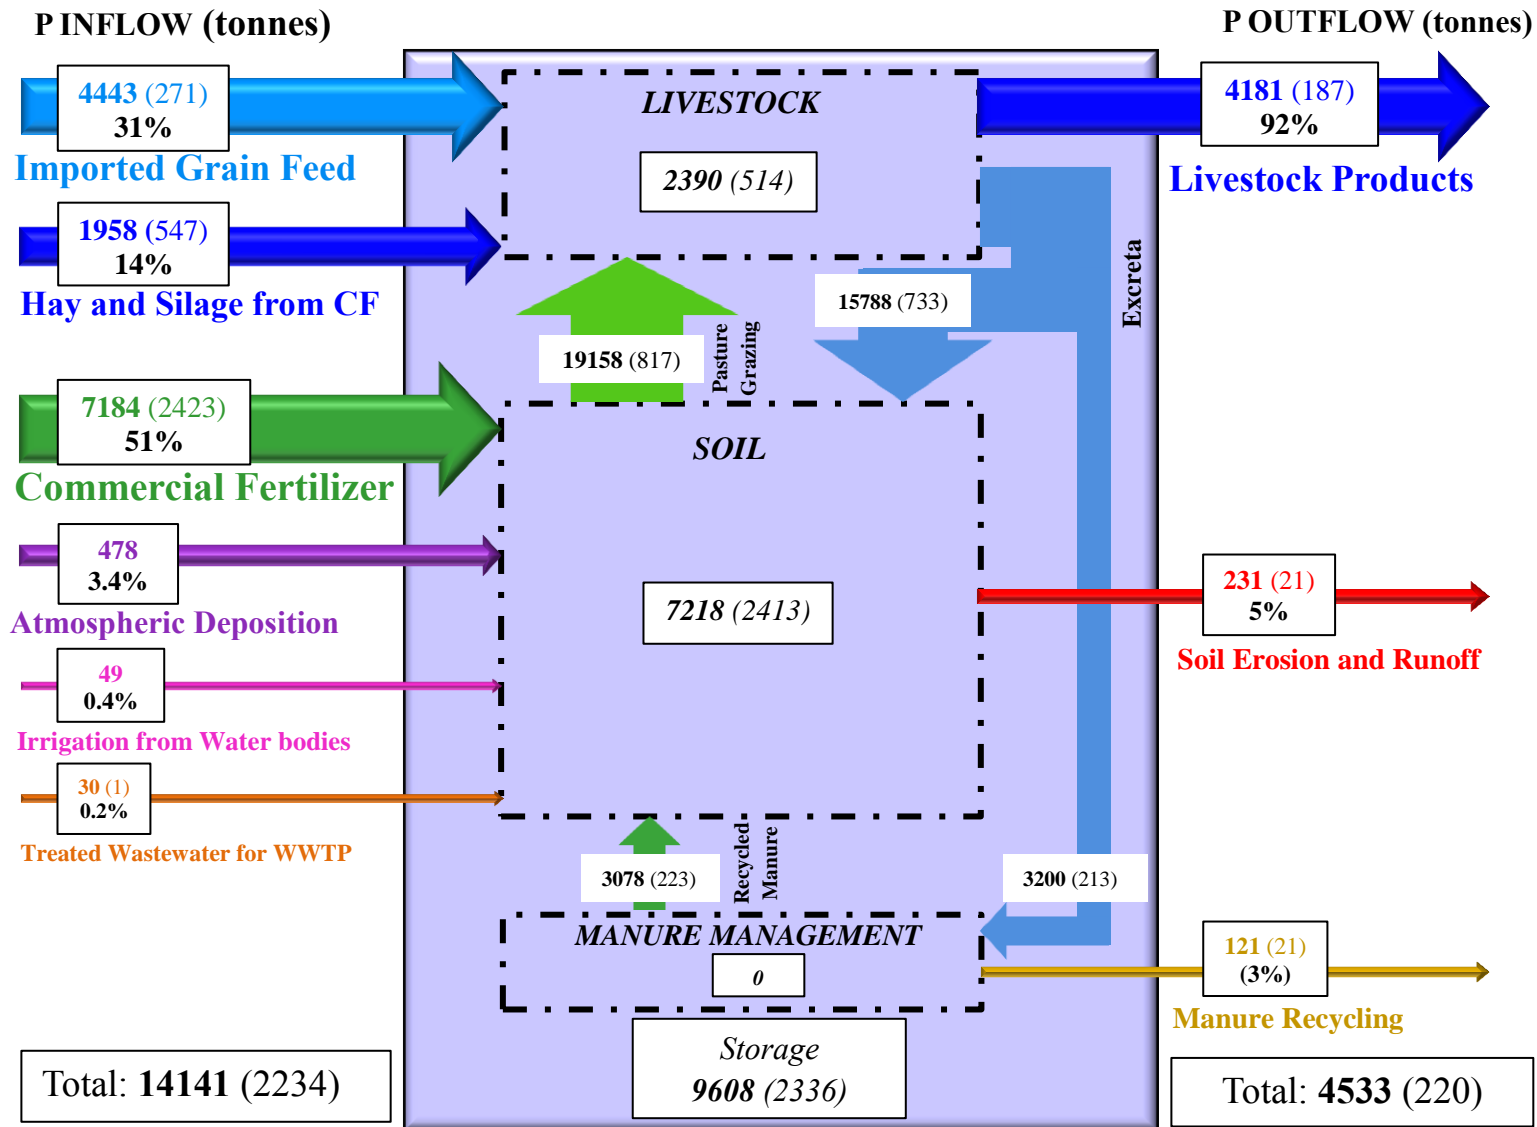 P INFLOW (tonnes)
P OUTFLOW (tonnes)
4443 (271)
31%
Imported Grain Feed
1958 (547)
14%
Hay and Silage from CF
7184 (2423)
51%
Commercial Fertilizer
478
3.4%
Atmospheric Deposition
49
0.4%
Irrigation from Water bodies
30 (1)
0.2%
Treated Wastewater for WWTP
Total: 14141 (2234)
LIVESTOCK
2390 (514)
19158 (817)
Pasture
Grazing
15788 (733)
Excreta
SOIL
7218 (2413)
3078 (223)
Recycled
Manure
3200 (213)
MANURE MANAGEMENT
0
Storage
9608 (2336)
4181 (187)
92%
Livestock Products
231 (21)
5%
Soil Erosion and Runoff
121 (21)
(3%)
Manure Recycling
Total: 4533 (220)